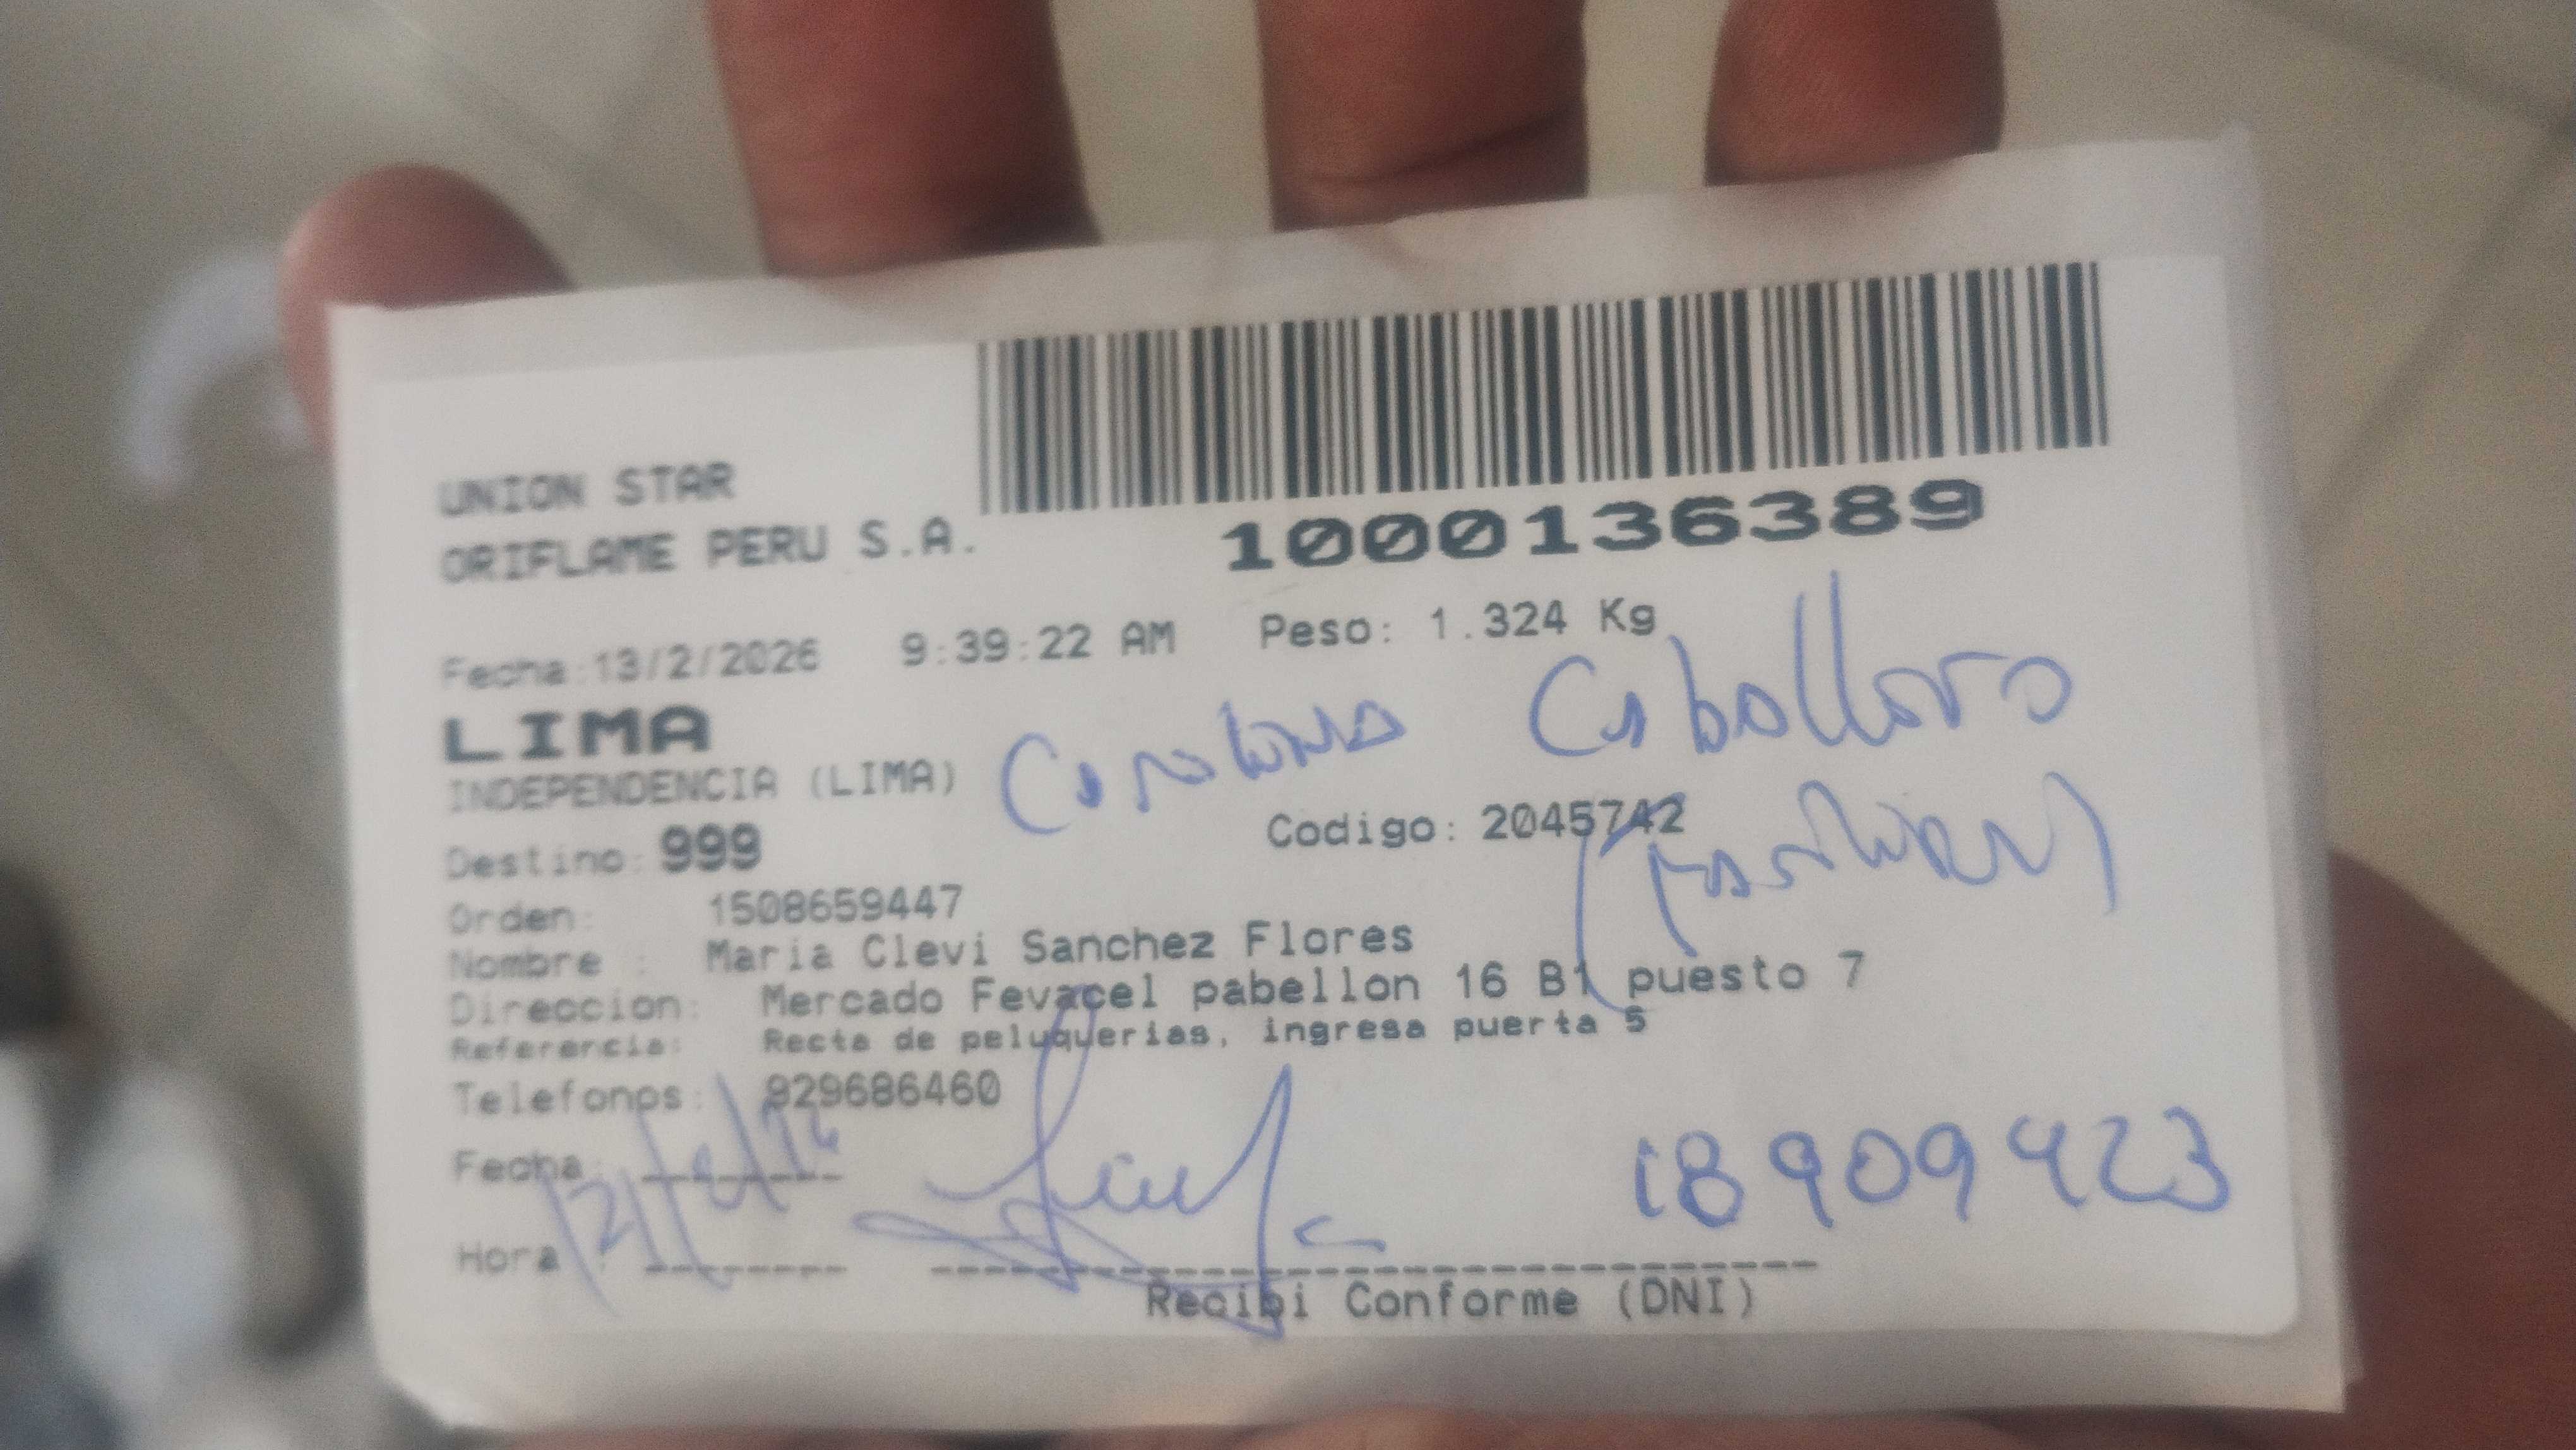 UNION STAR
ORIFLAME PERU S.A.
1000136389
Fecha:13/2/2026 9:39:22 AM Peso: 1.324 Kg
LIMA
INDEPENDENCIA (LIMA)
Caballero
Destino: 999 Codigo: 2045742
Orden: 1508659447
Nombre : Maria Clevi Sanchez Flores
Direccion: Mercado Fevacel pabellon 16 B1 puesto 7
Referencia: Recta de peluquerias, ingresa puerta 5
Telefonos: 929686460
Fecha:
18909423
Hora :
Recibi Conforme (DNI)